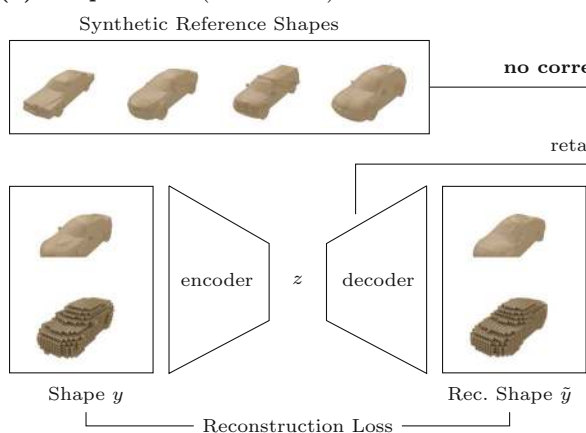 Synthetic Reference Shapes
no corre
reta
encoder
z
decoder
Shape y
Rec. Shape ỹ
Reconstruction Loss